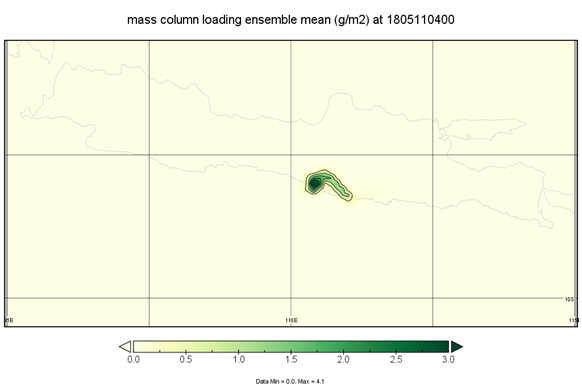 mass column loading ensemble mean (g/m2) at 1805110400
10S
110E
0.0 0.5 1.0 1.5 2.0 2.5 3.0
Data Min = 0.0, Max = 4.1